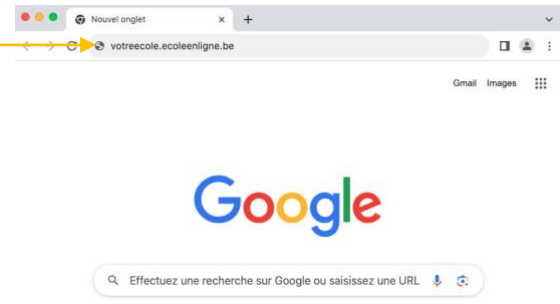 Nouvel onglet
votreecole.ecoleenligne.be
Gmail Images
Google
Effectuez une recherche sur Google ou saisissez une URL